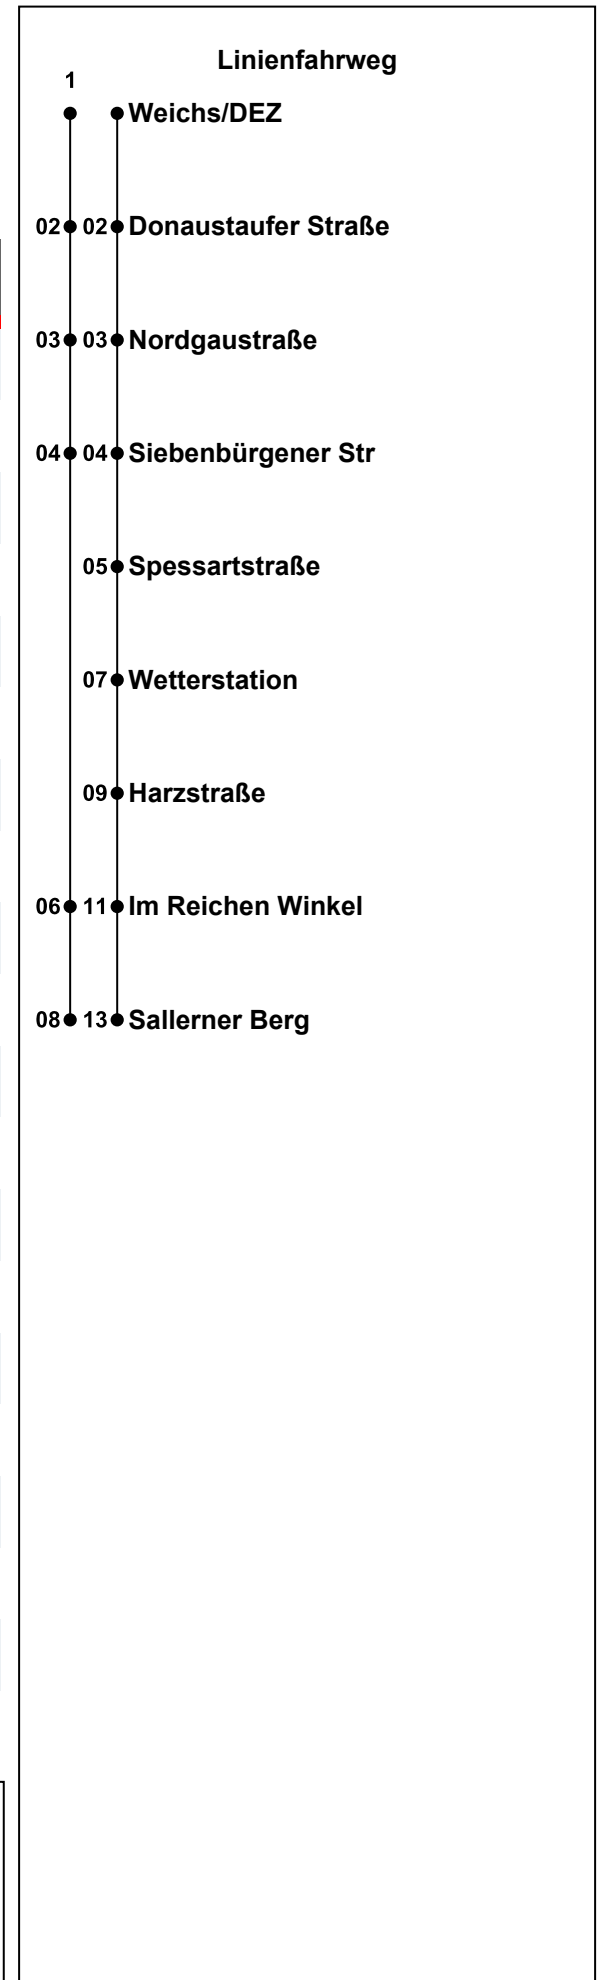 Linienfahrweg
1
Weichs/DEZ
02 02 Donaustaufer Straße
03 03 Nordgaustraße
04 04 Siebenbürgener Str
05 Spessartstraße
07 Wetterstation
09 Harzstraße
06 11 Im Reichen Winkel
08 13 Sallerner Berg